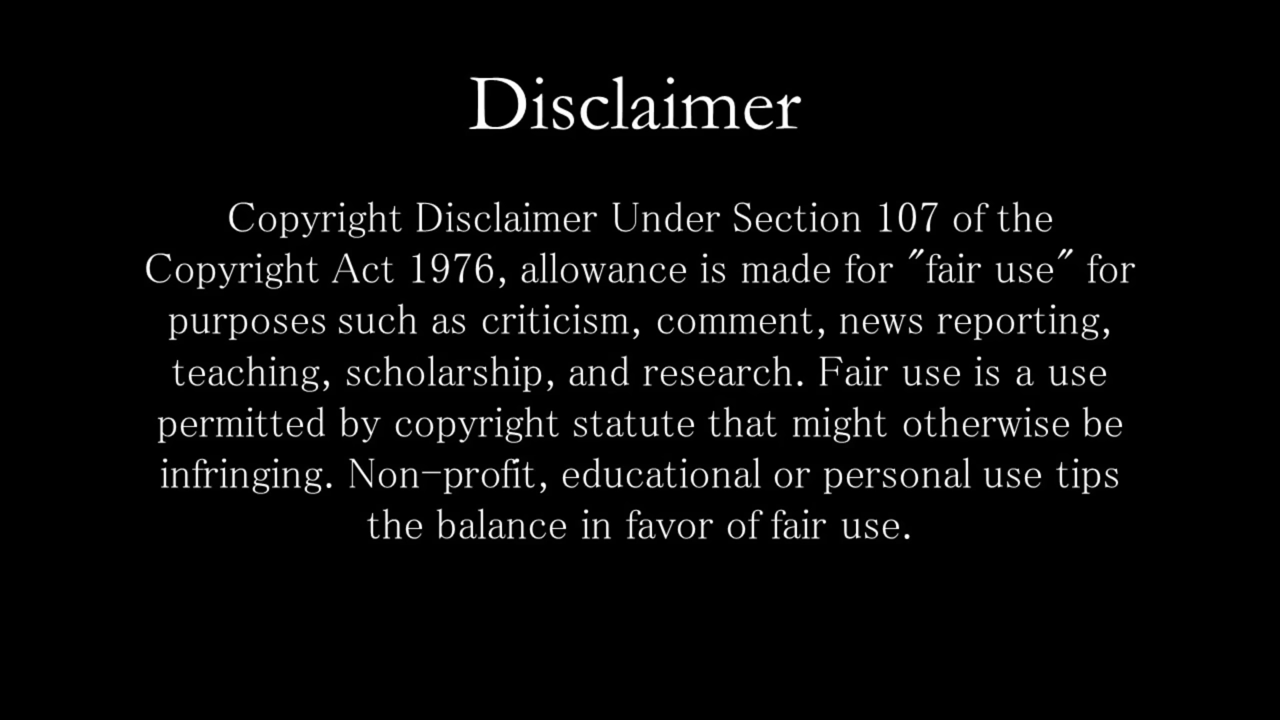 Disclaimer
Copyright Disclaimer Under Section 107 of the
Copyright Act 1976, allowance is made for "fair use" for
purposes such as criticism, comment, news reporting,
teaching, scholarship, and research. Fair use is a use
permitted by copyright statute that might otherwise be
infringing. Non-profit, educational or personal use tips
the balance in favor of fair use.